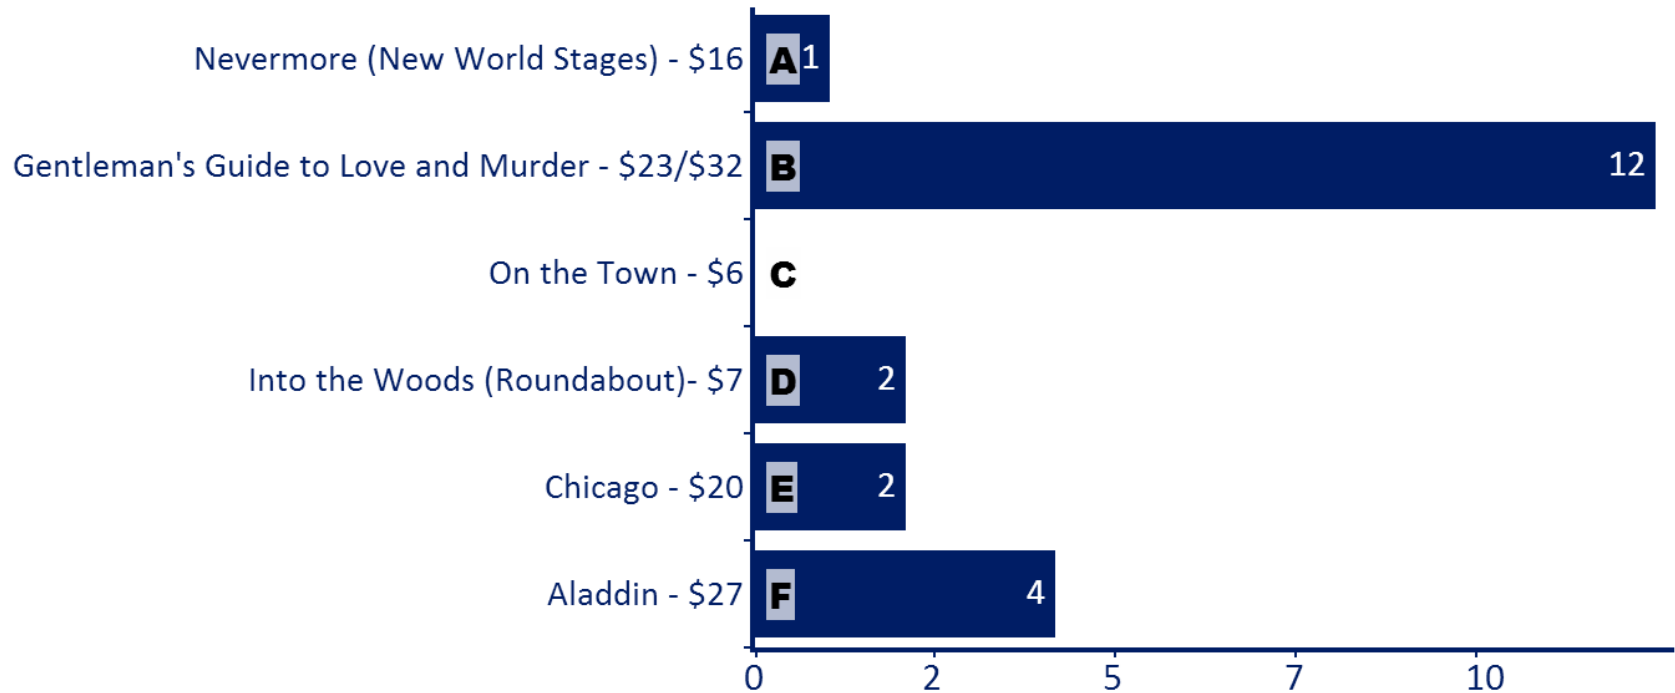 Nevermore (New World Stages) - $16 A 1
Gentleman's Guide to Love and Murder - $23/$32 B 12
On the Town - $6 C
Into the Woods (Roundabout)- $7 D 2
Chicago - $20 E 2
Aladdin - $27 F 4
0 2 5 7 10